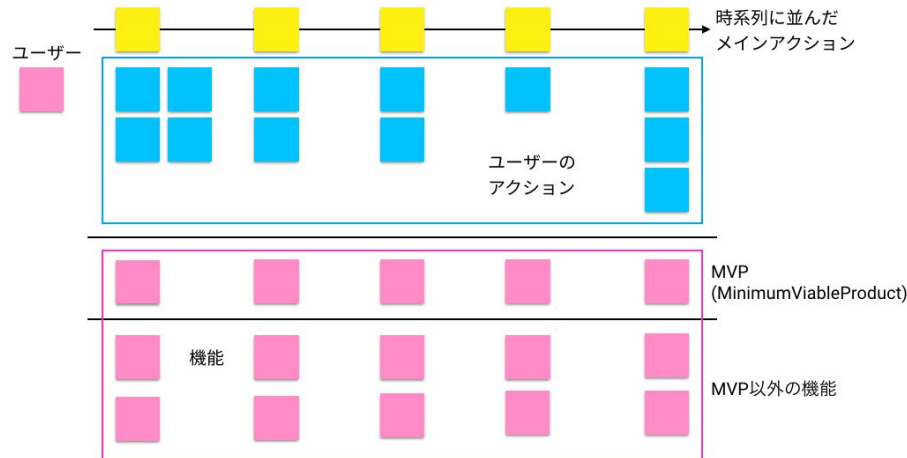 時系列に並んだ
メインアクション
ユーザー
ユーザーの
アクション
MVP
(MinimumViableProduct)
機能
MVP以外の機能